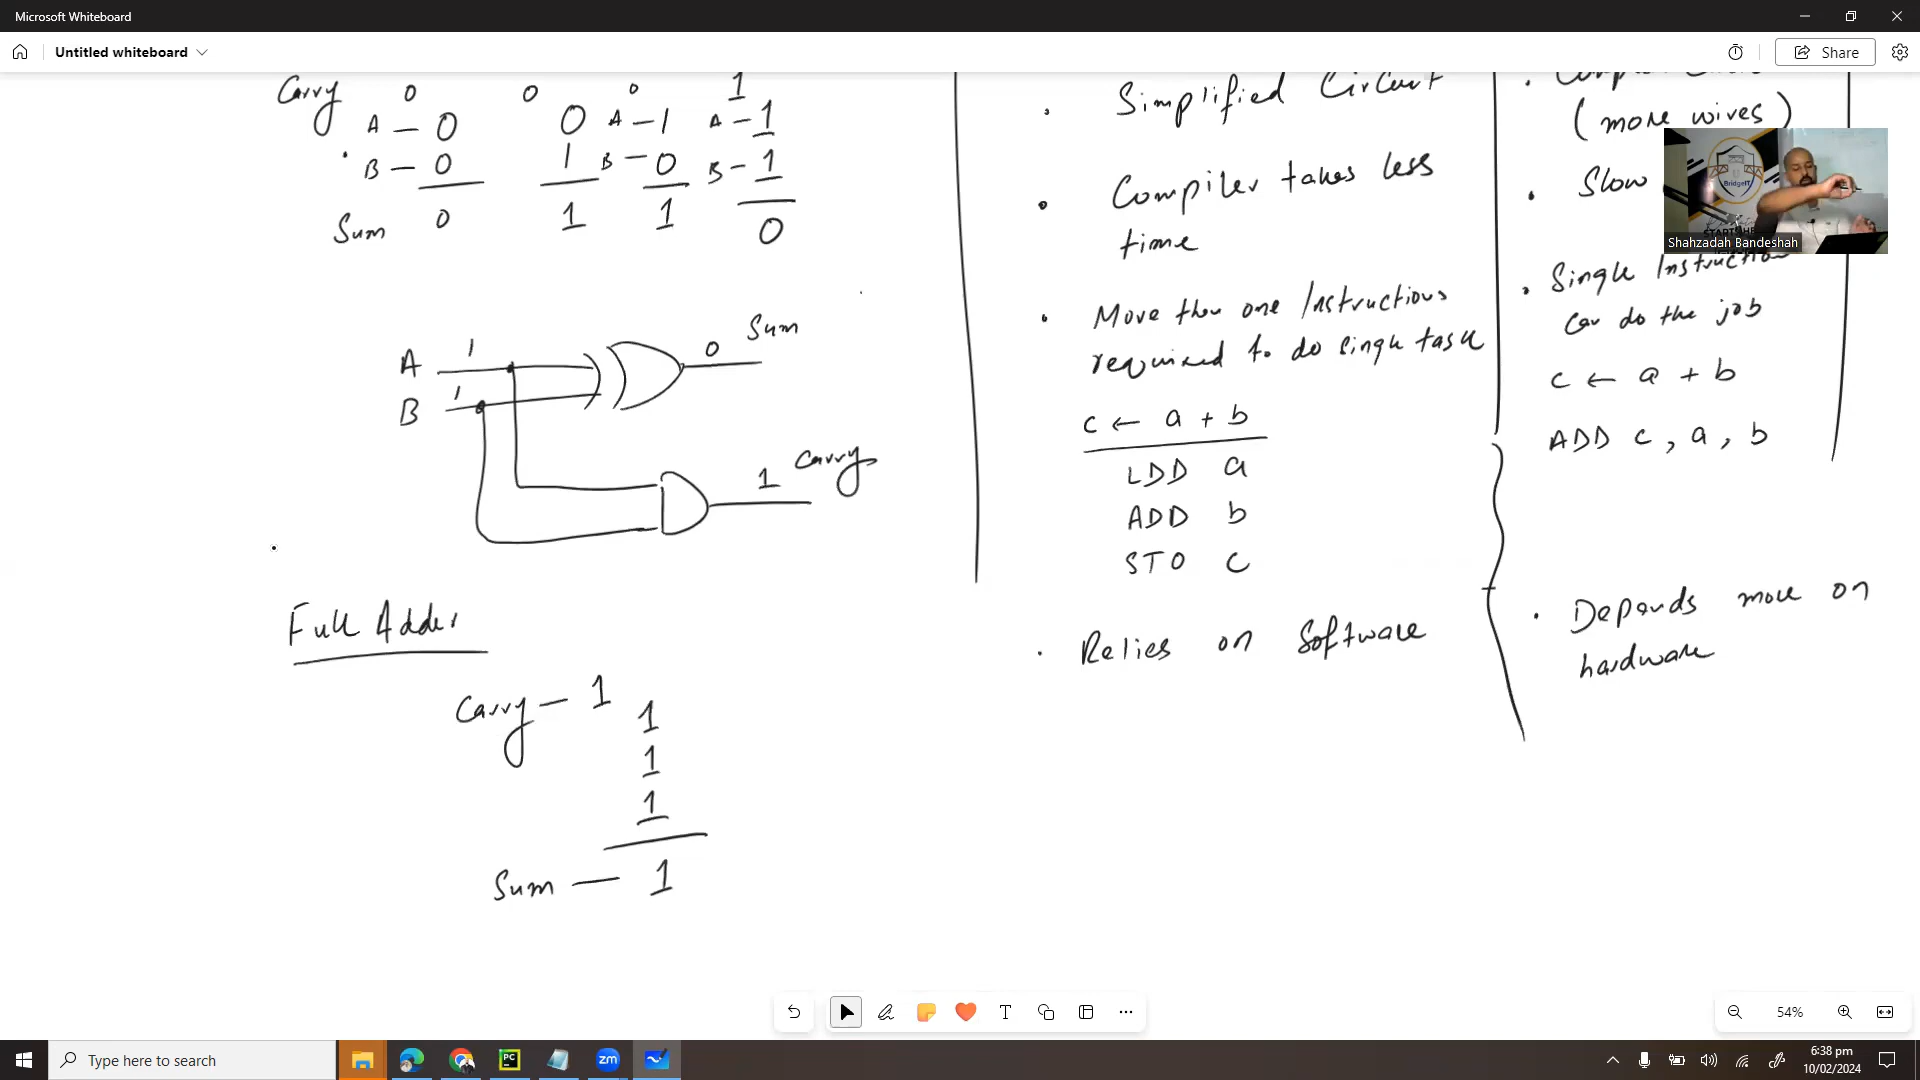 Microsoft Whiteboard
Untitled whiteboard
Share
Carry 0 0 0 1
A – 0 0 A – 1 A – 1
B – 0 1 B – 0 B – 1
Sum 0 1 1 0
A 1
B 1
0 Sum
1 Carry
Full Adder
Carry – 1
1
1
1
Sum — 1
Simplified Circuit
Compiler takes less
time
More than one Instructions
required to do single task
c ← a + b
LDD a
ADD b
STO c
Relies on Software
(more wires)
Slow
Single Instruction
can do the job
c ← a + b
ADD c, a, b
Depends more on
hardware
BridgeIT
Shahzadah Bandeshah
54%
Type here to search
PC
zm
6:38 pm
10/02/2024